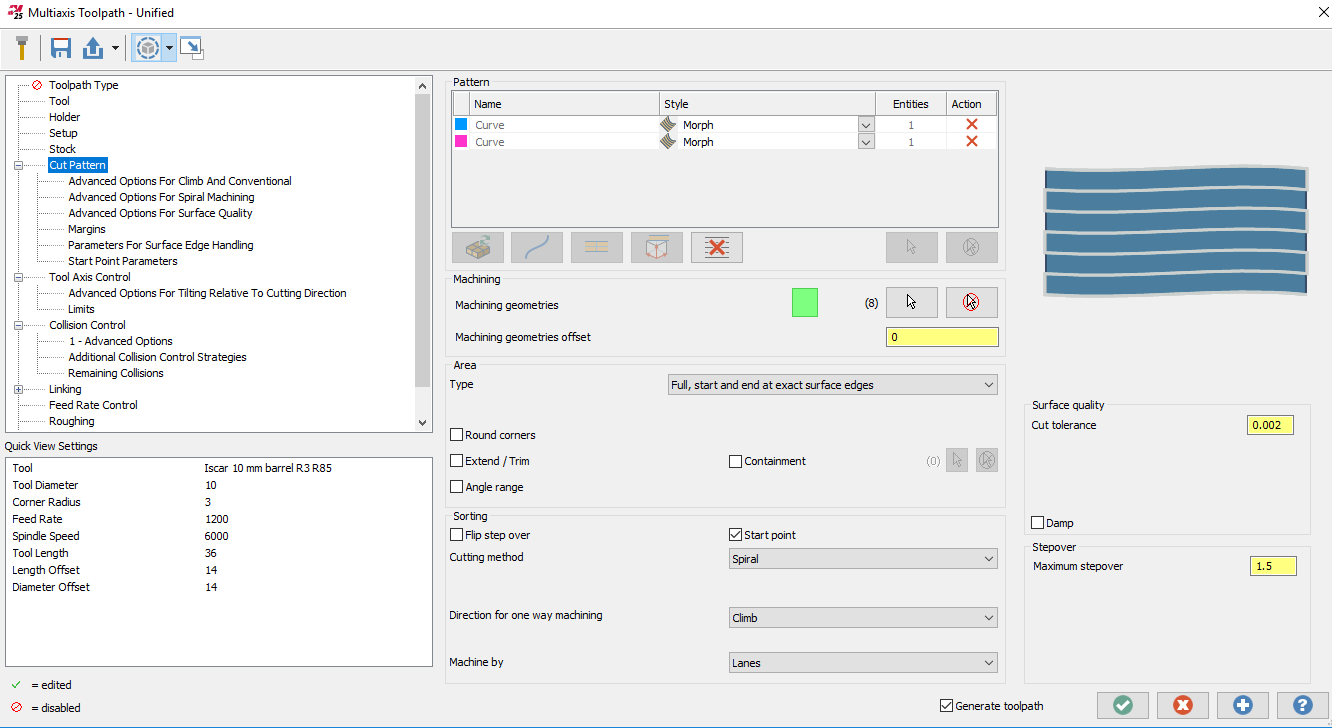 25
Multiaxis Toolpath - Unified
Toolpath Type
Tool
Holder
Setup
Stock
Cut Pattern
Advanced Options For Climb And Conventional
Advanced Options For Spiral Machining
Advanced Options For Surface Quality
Margins
Parameters For Surface Edge Handling
Start Point Parameters
Tool Axis Control
Advanced Options For Tilting Relative To Cutting Direction
Limits
Collision Control
1 - Advanced Options
Additional Collision Control Strategies
Remaining Collisions
Linking
Feed Rate Control
Roughing
Quick View Settings
Tool Iscar 10 mm barrel R3 R85
Tool Diameter 10
Corner Radius 3
Feed Rate 1200
Spindle Speed 6000
Tool Length 36
Length Offset 14
Diameter Offset 14
= edited
= disabled
Pattern
Name Style Entities Action
Curve Morph 1
Curve Morph 1
Machining
Machining geometries (8)
Machining geometries offset 0
Area
Type Full, start and end at exact surface edges
Round corners
Extend / Trim Containment (0)
Angle range
Sorting
Flip step over Start point
Cutting method Spiral
Direction for one way machining Climb
Machine by Lanes
Surface quality
Cut tolerance 0.002
Damp
Stepover
Maximum stepover 1.5
Generate toolpath